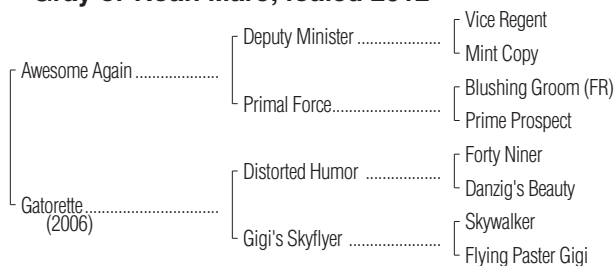 Gray or Roan Mare; foaled 2012
Vice Regent
Deputy Minister ....................
Mint Copy
Awesome Again ....................
Blushing Groom (FR)
Primal Force....................
Prime Prospect
Forty Niner
Distorted Humor ..................
Danzig's Beauty
Gatorette................................
(2006)
Skywalker
Gigi's Skyflyer ....................
Flying Paster Gigi